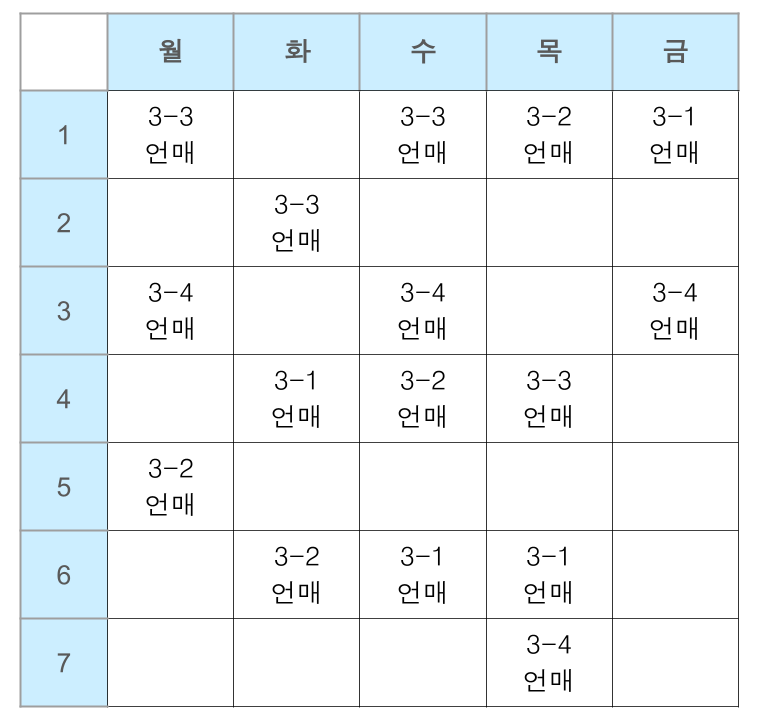 월 화 수 목 금
1 3-3 3-3 3-2 3-1
언매 언매 언매 언매
2 3-3
언매
3 3-4 3-4 3-4
언매 언매 언매
4 3-1 3-2 3-3
언매 언매 언매
5 3-2
언매
6 3-2 3-1 3-1
언매 언매 언매
7 3-4
언매